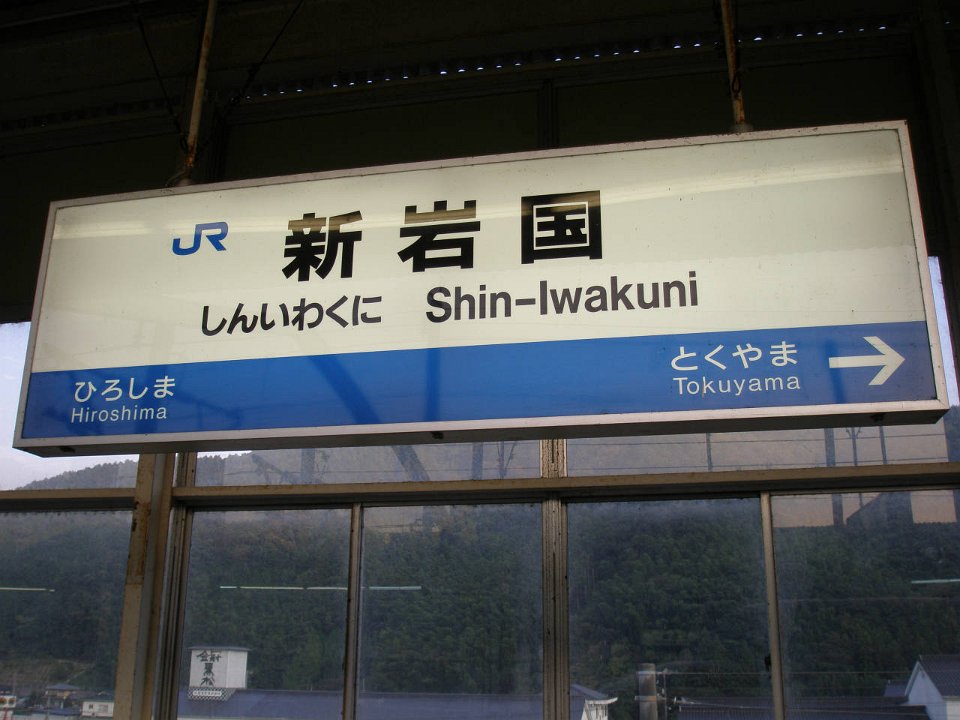 JR 新岩国
しんいわくに Shin-Iwakuni
ひろしま
Hiroshima
とくやま
Tokuyama